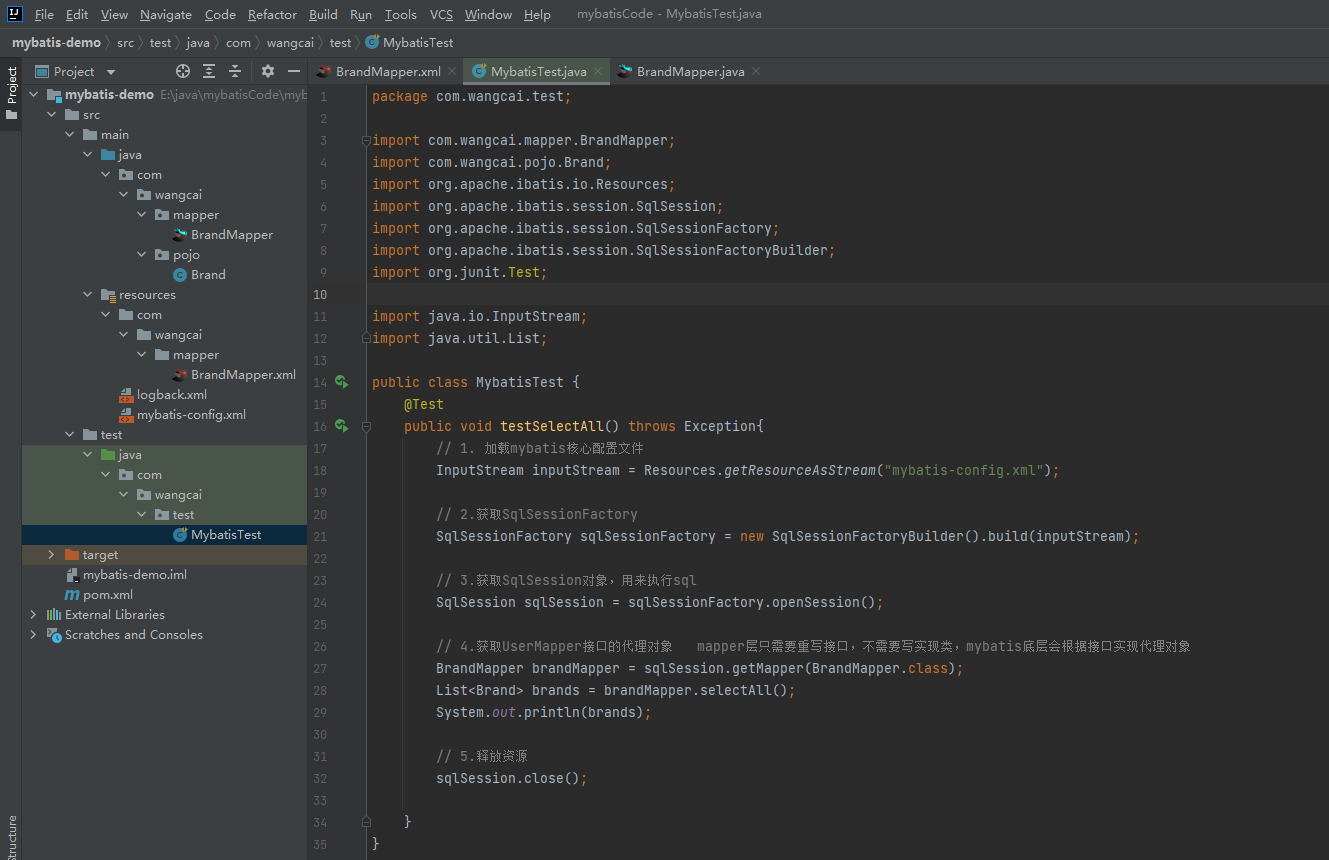 File Edit View Navigate Code Refactor Build Run Tools VCS Window Help mybatisCode - MybatisTest.java
mybatis-demo src test java com wangcai test MybatisTest
Project
Project
BrandMapper.xml MybatisTest.java BrandMapper.java
mybatis-demo E:\java\mybatisCode\myb
src
main
java
com
wangcai
mapper
BrandMapper
pojo
Brand
resources
com
wangcai
mapper
BrandMapper.xml
logback.xml
mybatis-config.xml
test
java
com
wangcai
test
MybatisTest
target
mybatis-demo.iml
pom.xml
External Libraries
Scratches and Consoles
Structure
1 package com.wangcai.test;
2
3 import com.wangcai.mapper.BrandMapper;
4 import com.wangcai.pojo.Brand;
5 import org.apache.ibatis.io.Resources;
6 import org.apache.ibatis.session.SqlSession;
7 import org.apache.ibatis.session.SqlSessionFactory;
8 import org.apache.ibatis.session.SqlSessionFactoryBuilder;
9 import org.junit.Test;
10
11 import java.io.InputStream;
12 import java.util.List;
13
14 public class MybatisTest {
15 @Test
16 public void testSelectAll() throws Exception{
17 // 1. 加载mybatis核心配置文件
18 InputStream inputStream = Resources.getResourceAsStream("mybatis-config.xml");
19
20 // 2.获取SqlSessionFactory
21 SqlSessionFactory sqlSessionFactory = new SqlSessionFactoryBuilder().build(inputStream);
22
23 // 3.获取SqlSession对象，用来执行sql
24 SqlSession sqlSession = sqlSessionFactory.openSession();
25
26 // 4.获取UserMapper接口的代理对象 mapper层只需要重写接口，不需要写实现类，mybatis底层会根据接口实现代理对象
27 BrandMapper brandMapper = sqlSession.getMapper(BrandMapper.class);
28 List<Brand> brands = brandMapper.selectAll();
29 System.out.println(brands);
30
31 // 5.释放资源
32 sqlSession.close();
33
34 }
35 }